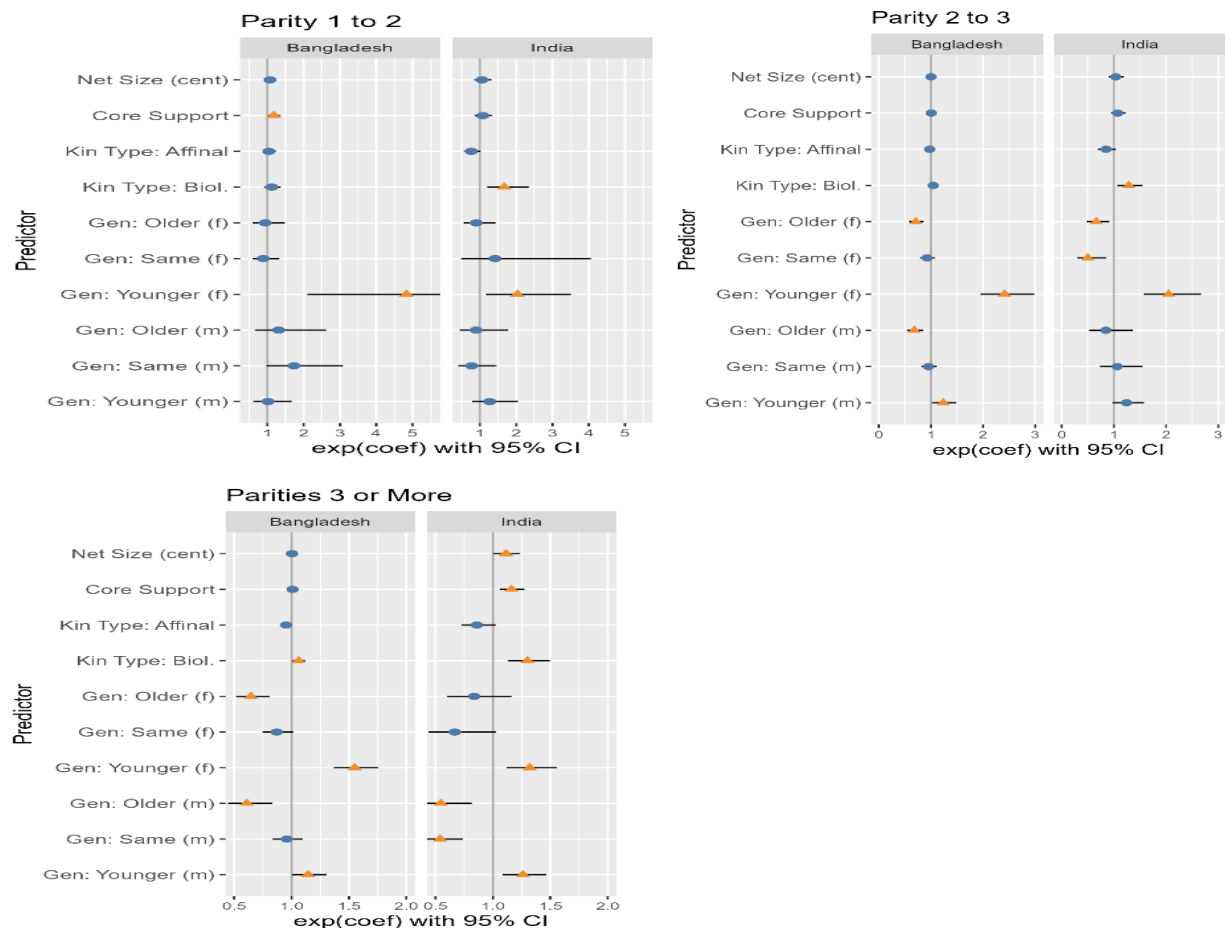 Parity 1 to 2
Bangladesh India
Net Size (cent)
Core Support
Kin Type: Affinal
Kin Type: Biol.
Gen: Older (f)
Gen: Same (f)
Gen: Younger (f)
Gen: Older (m)
Gen: Same (m)
Gen: Younger (m)
Predictor
1 2 3 4 5 1 2 3 4 5
exp(coef) with 95% CI
Parity 2 to 3
Bangladesh India
Net Size (cent)
Core Support
Kin Type: Affinal
Kin Type: Biol.
Gen: Older (f)
Gen: Same (f)
Gen: Younger (f)
Gen: Older (m)
Gen: Same (m)
Gen: Younger (m)
Predictor
0 1 2 3 0 1 2 3
exp(coef) with 95% CI
Parities 3 or More
Bangladesh India
Net Size (cent)
Core Support
Kin Type: Affinal
Kin Type: Biol.
Gen: Older (f)
Gen: Same (f)
Gen: Younger (f)
Gen: Older (m)
Gen: Same (m)
Gen: Younger (m)
Predictor
0.5 1.0 1.5 2.0 0.5 1.0 1.5 2.0
exp(coef) with 95% CI